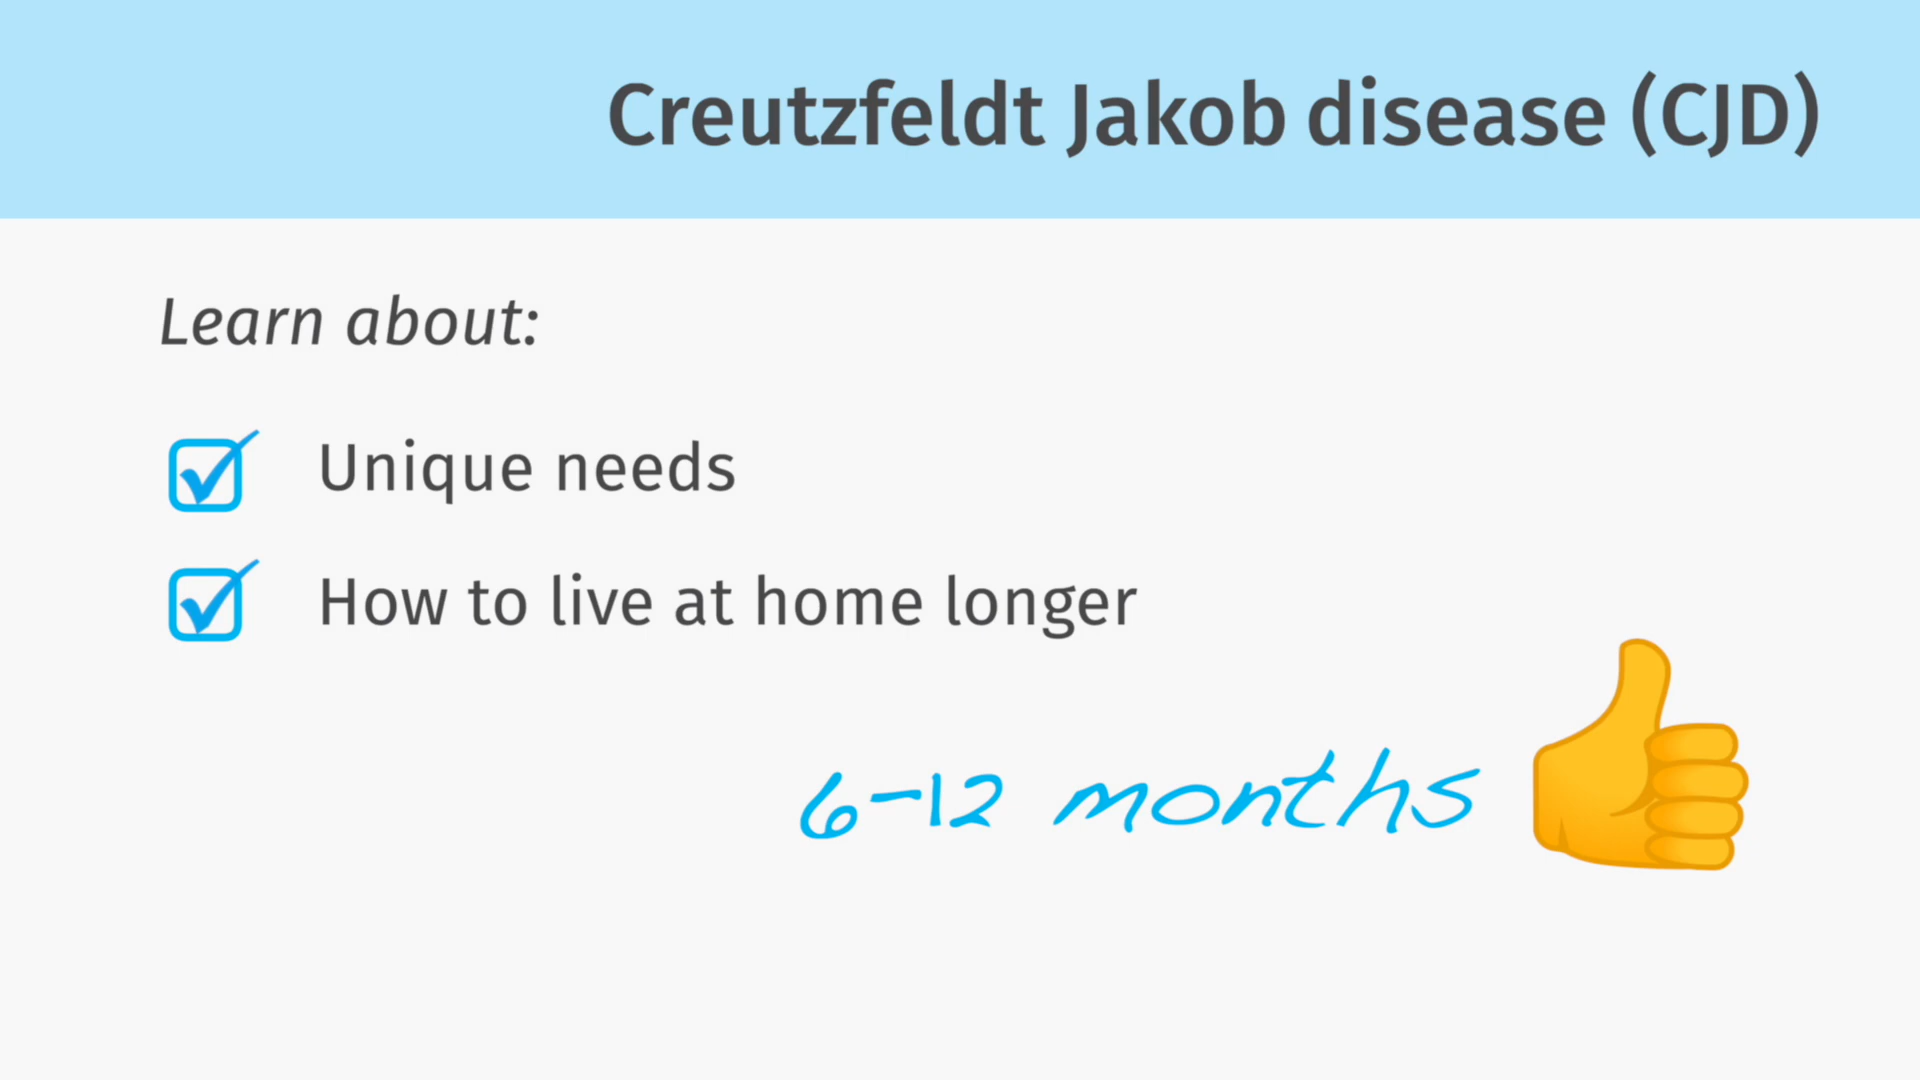 Creutzfeldt Jakob disease (CJD)
Learn about:
Unique needs
How to live at home longer
6-12 months